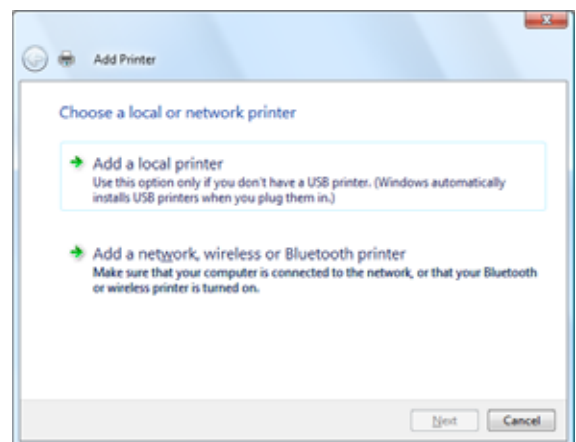 Add Printer
Choose a local or network printer
Add a local printer
Use this option only if you don't have a USB printer. (Windows automatically
installs USB printers when you plug them in.)
Add a network, wireless or Bluetooth printer
Make sure that your computer is connected to the network, or that your Bluetooth
or wireless printer is turned on.
Next Cancel